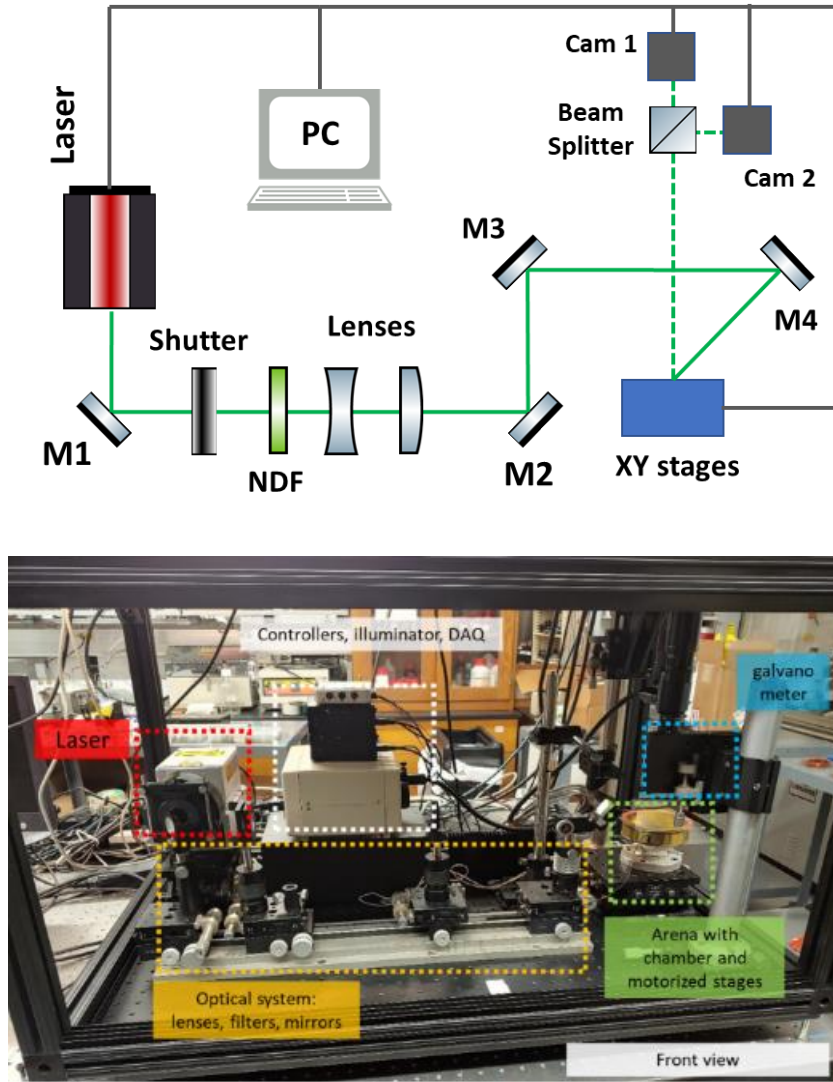 Cam 1
Laser
PC
Beam
Splitter
Cam 2
M3
M4
Shutter
Lenses
M1
NDF
M2
XY stages
Controllers, illuminator, DAQ
galvano
meter
Laser
Arena with
chamber and
motorized stages
Optical system:
lenses, filters, mirrors
Front view